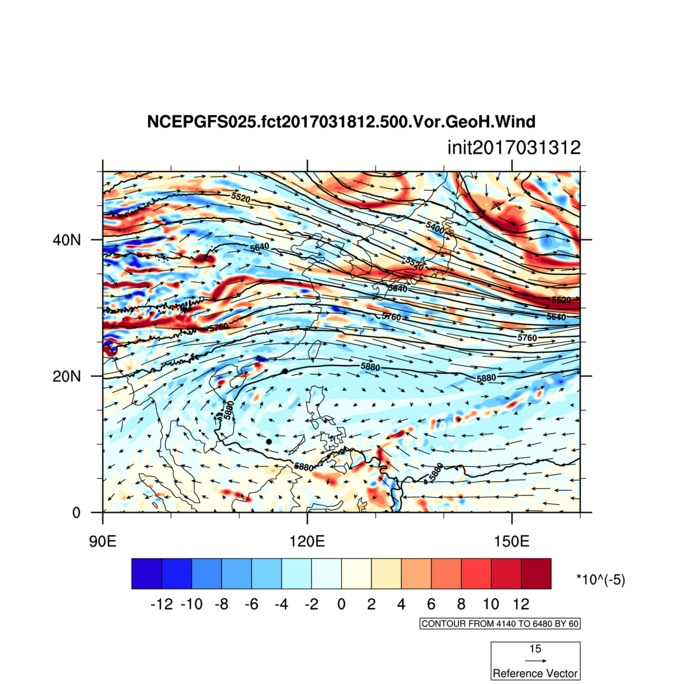 NCEPGFS025.fct2017031812.500.Vor.GeoH.Wind
init2017031312
5520
5400
40N
5640
5520
5640
5520
5760
5760
5640
5760
20N
5880
5880
5880
5880
5880
0
90E 120E 150E
*10^(-5)
-12 -10 -8 -6 -4 -2 0 2 4 6 8 10 12
CONTOUR FROM 4140 TO 6480 BY 60
15
Reference Vector